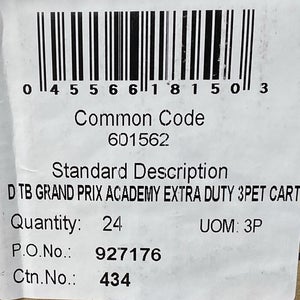 0 45566 18150 3
Common Code
601562
Standard Description
D TB GRAND PRIX ACADEMY EXTRA DUTY 3PET CART
Quantity: 24 UOM: 3P
P.O.No.: 927176
Ctn.No.: 434